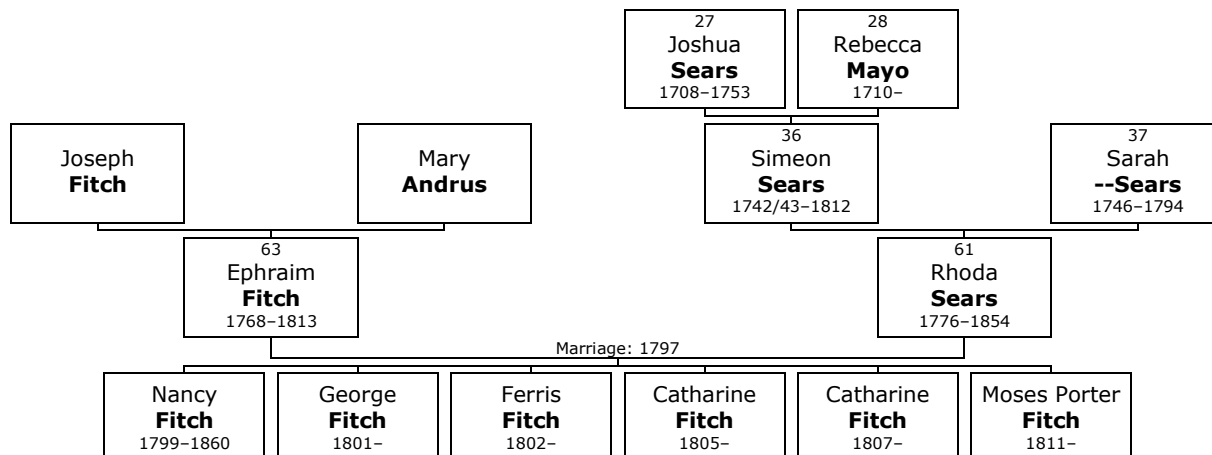 27
Joshua
Sears
1708–1753
28
Rebecca
Mayo
1710–
Joseph
Fitch
Mary
Andrus
36
Simeon
Sears
1742/43–1812
37
Sarah
--Sears
1746–1794
63
Ephraim
Fitch
1768–1813
61
Rhoda
Sears
1776–1854
Marriage: 1797
Nancy
Fitch
1799–1860
George
Fitch
1801–
Ferris
Fitch
1802–
Catharine
Fitch
1805–
Catharine
Fitch
1807–
Moses Porter
Fitch
1811–